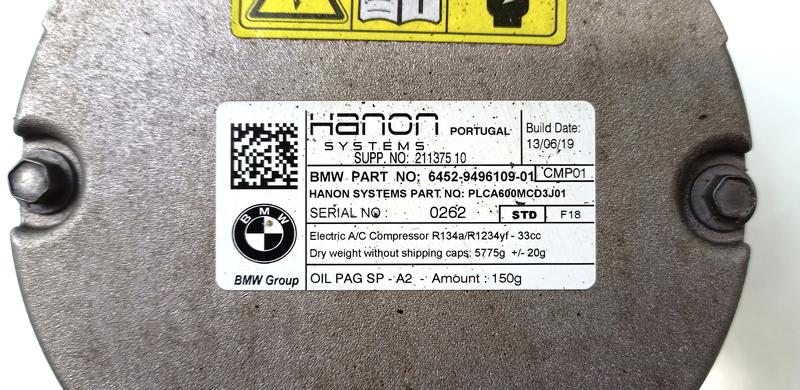 Hanon PORTUGAL
SYSTEMS
SUPP. NO: 211375 10
Build Date:
13/06/19
BMW PART NO: 6452-9496109-01 CMP01
HANON SYSTEMS PART NO: PLCA600MCD3J01
SERIAL NO : 0262 STD F18
BMW
BMW Group
Electric A/C Compressor R134a/R1234yf - 33cc
Dry weight without shipping caps: 5775g +/- 20g
OIL PAG SP - A2 - Amount : 150g